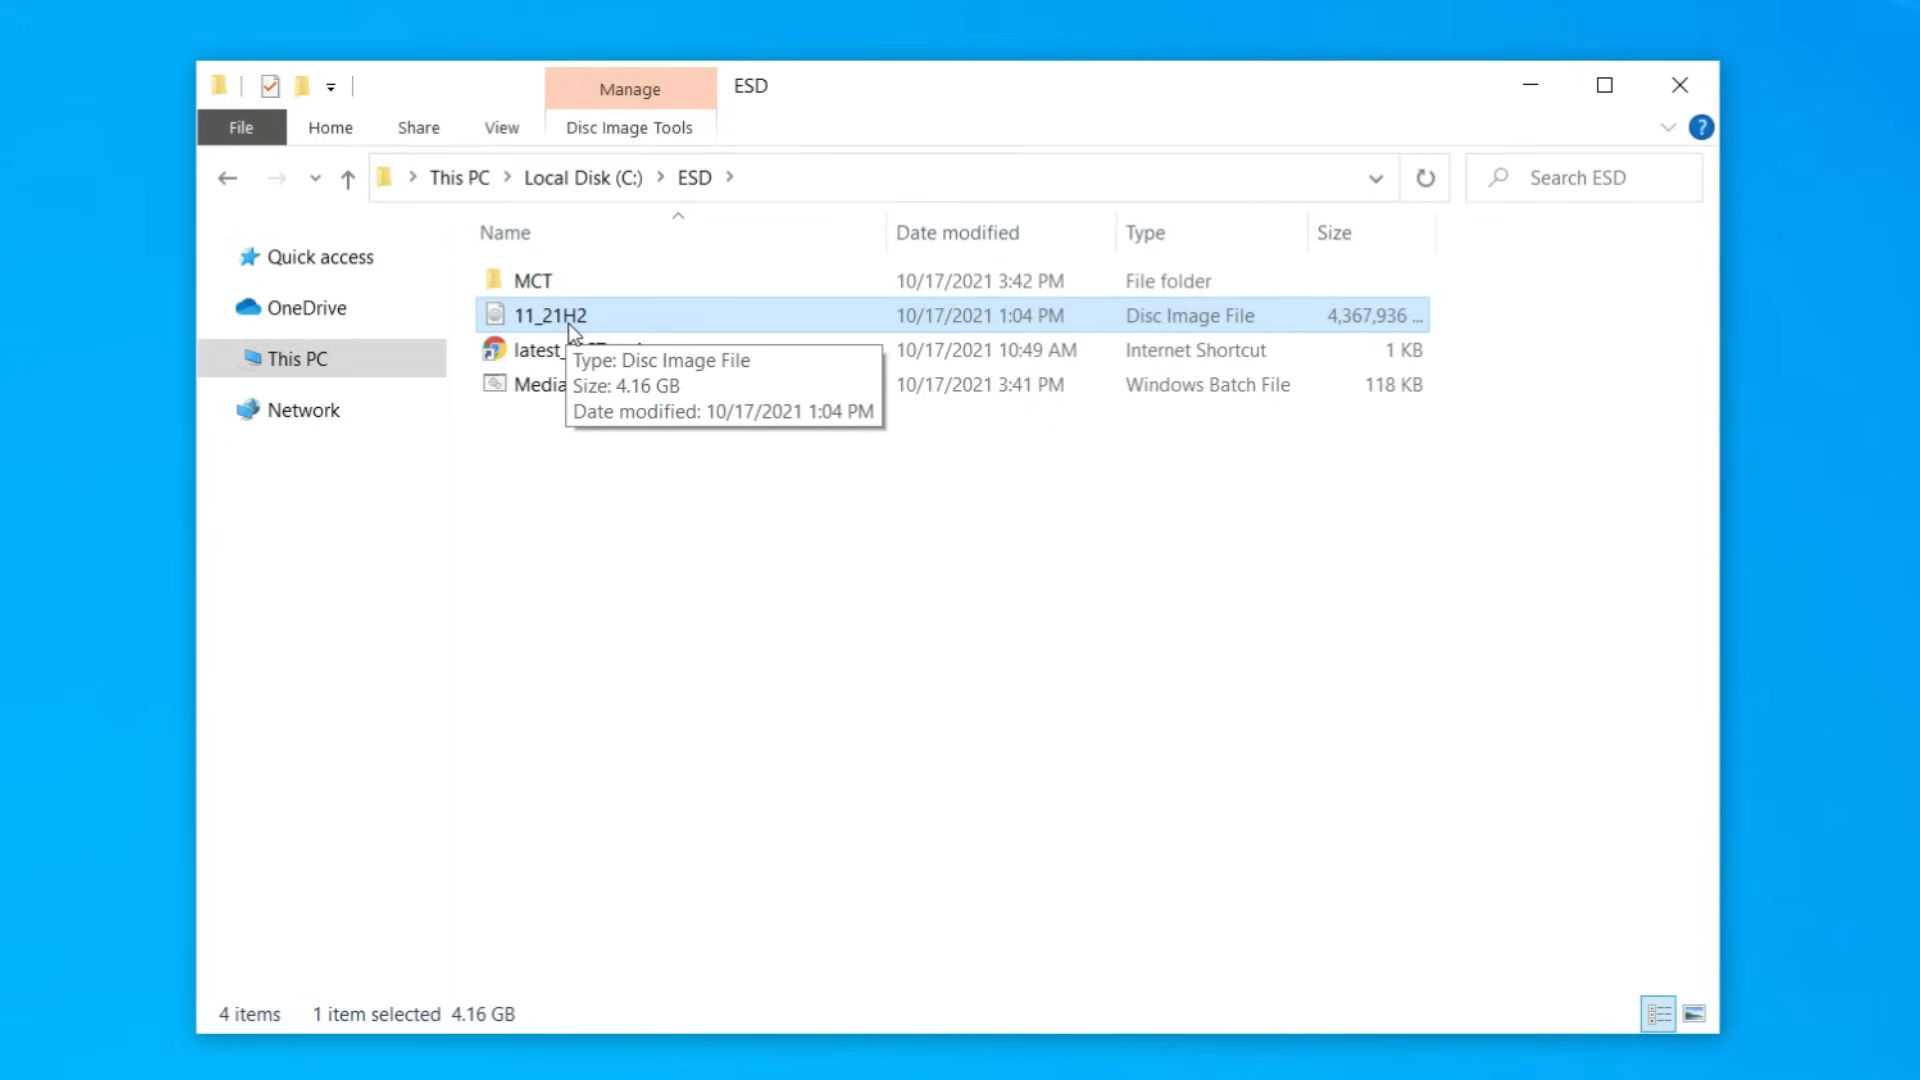 Manage ESD
File Home Share View Disc Image Tools ?
This PC Local Disk (C:) ESD Search ESD
Name Date modified Type Size
Quick access
OneDrive
This PC
Network
MCT 10/17/2021 3:42 PM File folder
11_21H2 10/17/2021 1:04 PM Disc Image File 4,367,936 ...
latest_ 10/17/2021 10:49 AM Internet Shortcut 1 KB
Media 10/17/2021 3:41 PM Windows Batch File 118 KB
Type: Disc Image File
Size: 4.16 GB
Date modified: 10/17/2021 1:04 PM
4 items 1 item selected 4.16 GB